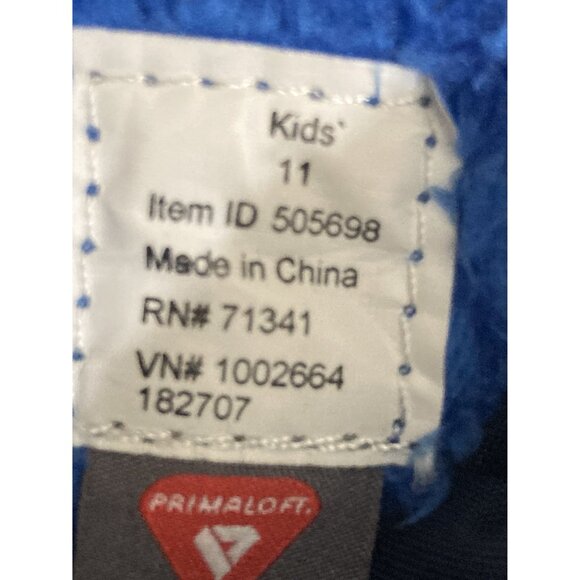 Kids'
11
Item ID 505698
Made in China
RN# 71341
VN# 1002664
182707
PRIMALOFT.